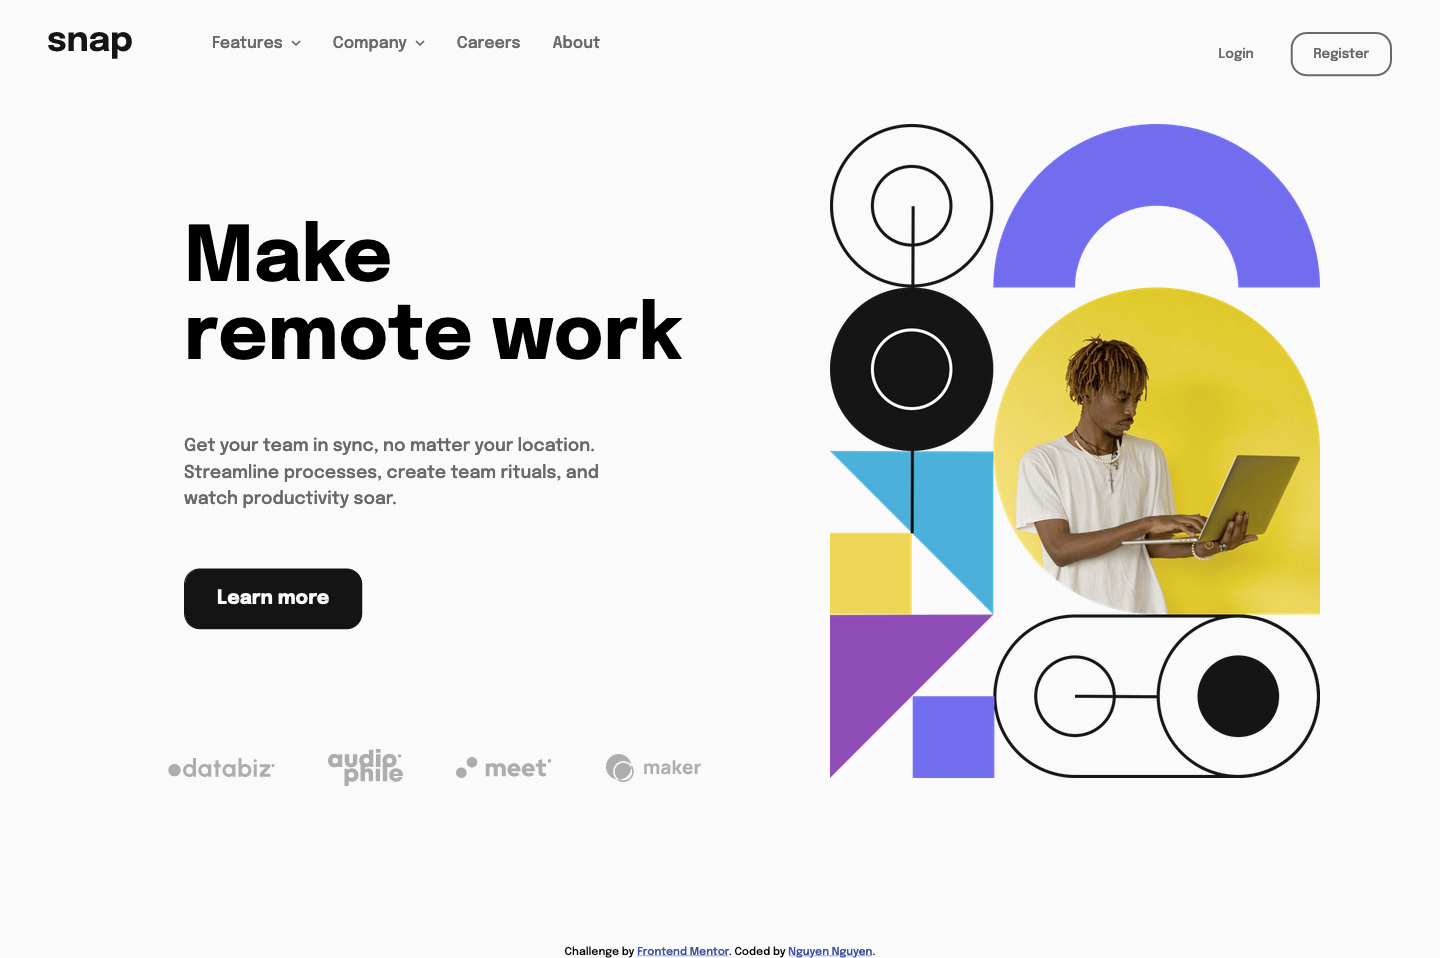 snap
Features
Company
Careers
About
Login
Register
Make
remote work
Get your team in sync, no matter your location.
Streamline processes, create team rituals, and
watch productivity soar.
Learn more
databiz
audio
phile
meet
maker
Challenge by Frontend Mentor. Coded by Nguyen Nguyen.